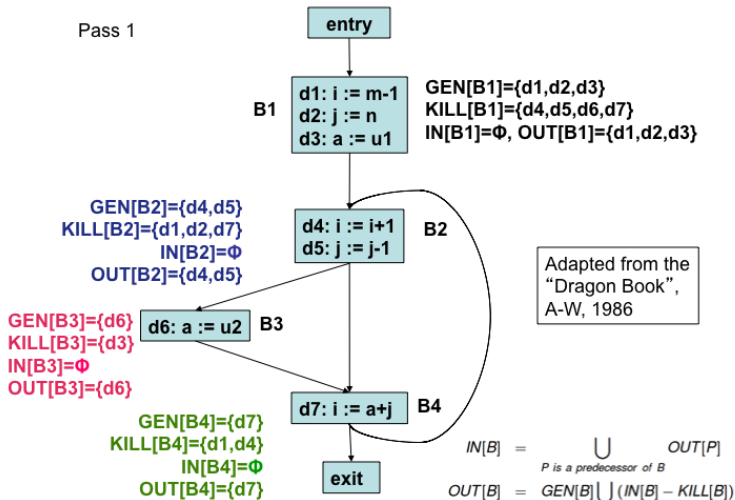 Pass 1
entry
B1
d1: i := m-1
d2: j := n
d3: a := u1
GEN[B1]={d1,d2,d3}
KILL[B1]={d4,d5,d6,d7}
IN[B1]=Φ, OUT[B1]={d1,d2,d3}
GEN[B2]={d4,d5}
KILL[B2]={d1,d2,d7}
IN[B2]=Φ
OUT[B2]={d4,d5}
d4: i := i+1
d5: j := j-1
B2
Adapted from the
“Dragon Book”,
A-W, 1986
GEN[B3]={d6}
KILL[B3]={d3}
IN[B3]=Φ
OUT[B3]={d6}
d6: a := u2
B3
d7: i := a+j
B4
GEN[B4]={d7}
KILL[B4]={d1,d4}
IN[B4]=Φ
OUT[B4]={d7}
exit
IN[B] = ⋃ OUT[P]
P is a predecessor of B
OUT[B] = GEN[B] ⋃ (IN[B] − KILL[B])